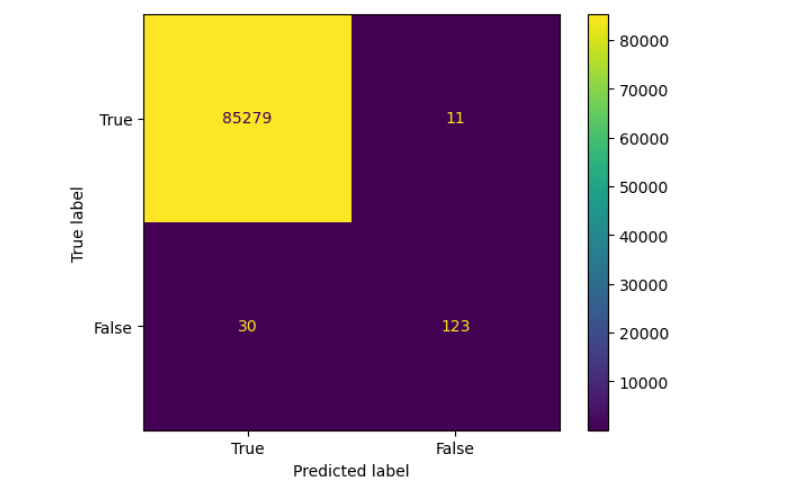 True
85279
11
False
30
123
True
False
Predicted label
True label
80000
70000
60000
50000
40000
30000
20000
10000